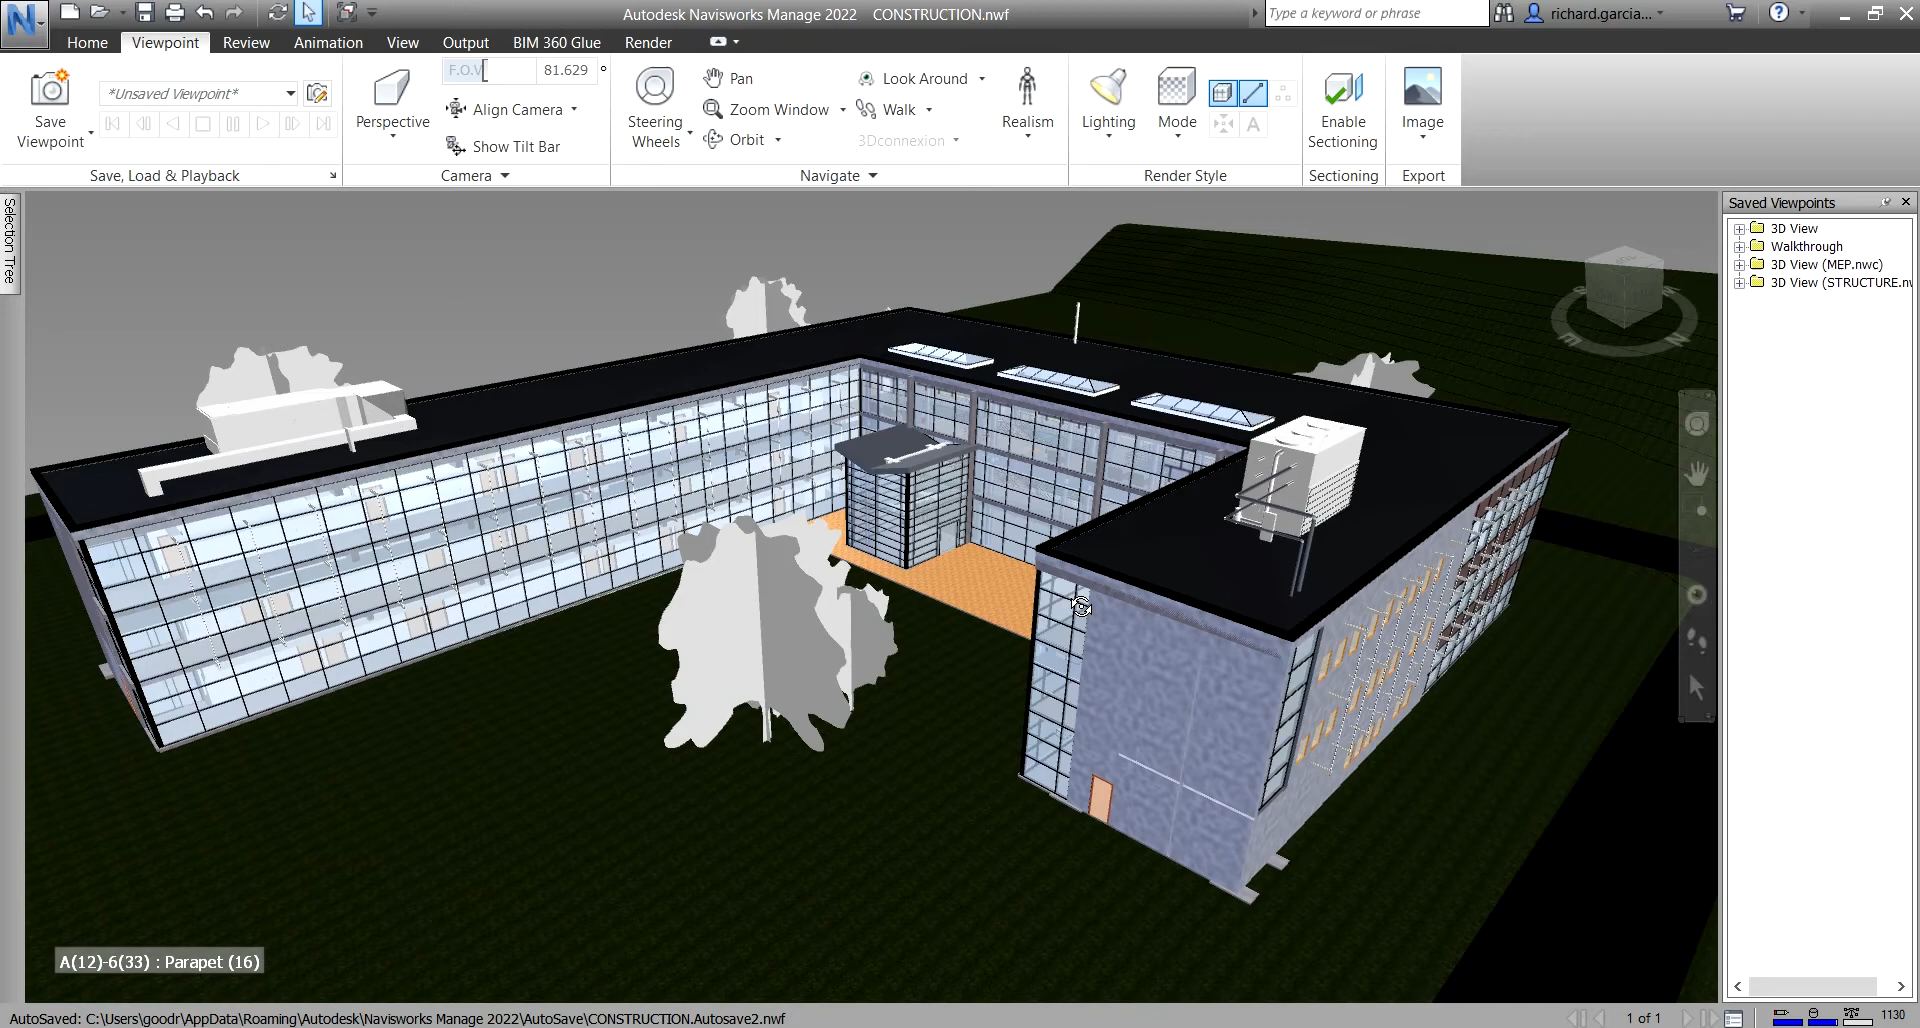 Autodesk Navisworks Manage 2022 CONSTRUCTION.nwf
Type a keyword or phrase
richard.garcia...
Home Viewpoint Review Animation View Output BIM 360 Glue Render
Save Viewpoint
*Unsaved Viewpoint*
Save, Load & Playback
Perspective
F.O.V 81.629 °
Align Camera
Show Tilt Bar
Camera
Steering Wheels
Pan
Zoom Window
Orbit
Look Around
Walk
3Dconnexion
Realism
Navigate
Lighting
Mode
A
Render Style
Enable Sectioning
Sectioning
Image
Export
Selection Tree
Saved Viewpoints
3D View
Walkthrough
3D View (MEP.nwc)
3D View (STRUCTURE.nw
A(12)-6(33) : Parapet (16)
AutoSaved: C:\Users\goodr\AppData\Roaming\Autodesk\Navisworks Manage 2022\AutoSave\CONSTRUCTION.Autosave2.nwf
1 of 1
1130